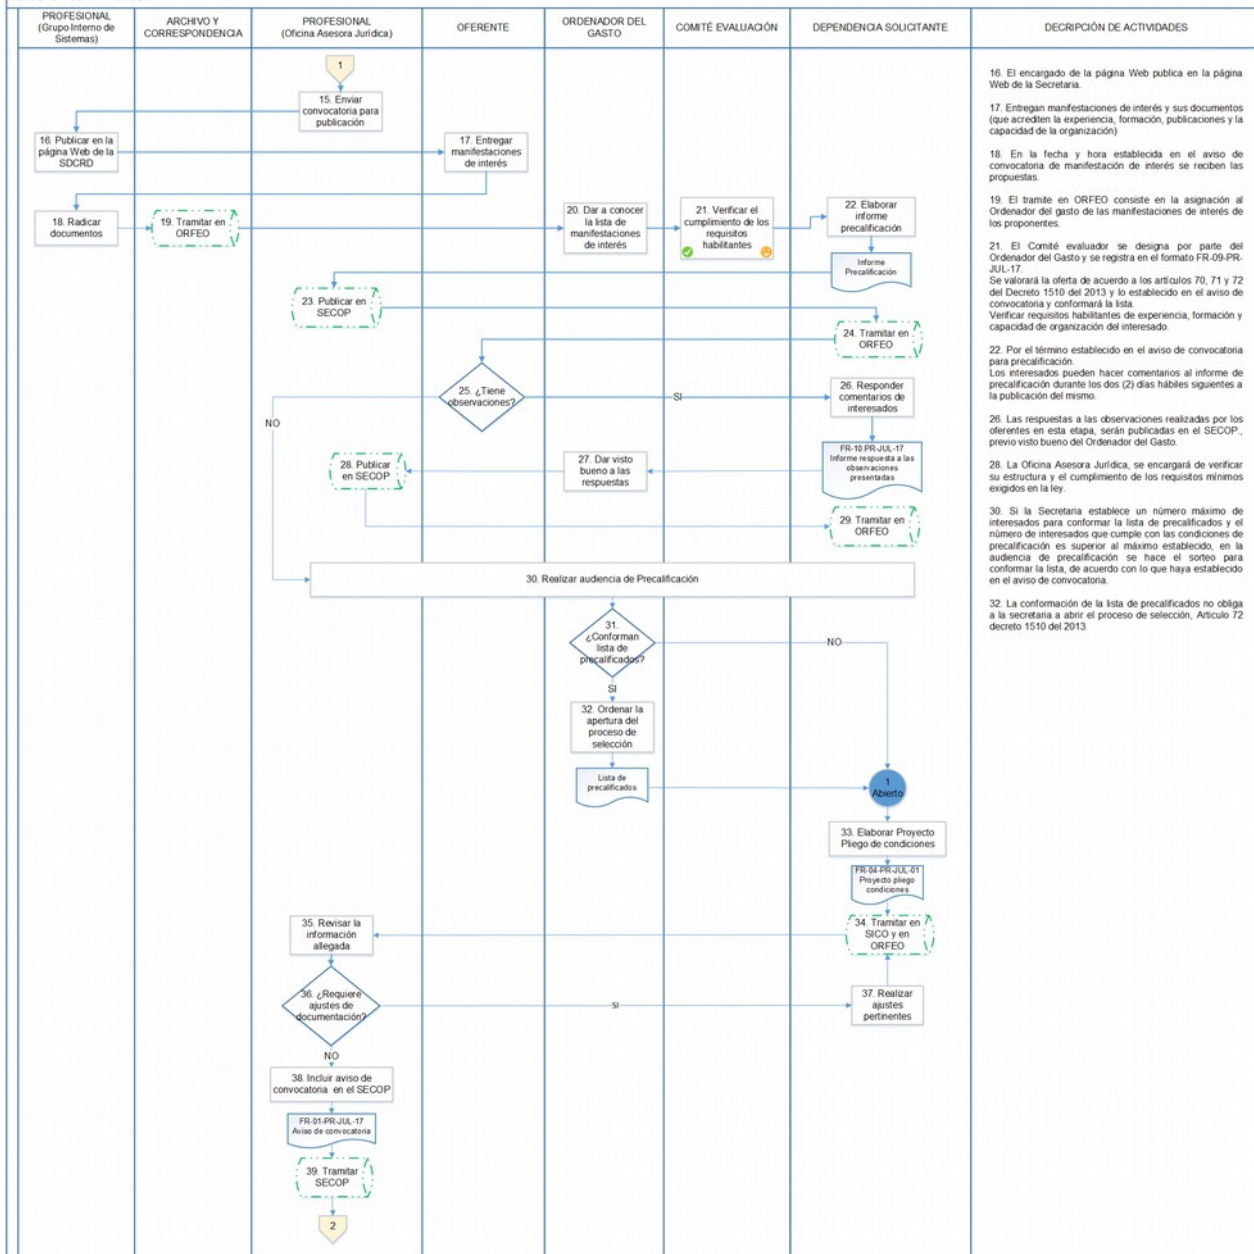 PROFESIONAL
(Grupo Interno de
Sistemas)
ARCHIVO Y
CORRESPONDENCIA
PROFESIONAL
(Oficina Asesora Jurídica)
OFERENTE
ORDENADOR DEL
GASTO
COMITÉ EVALUACIÓN
DEPENDENCIA SOLICITANTE
DECRIPCIÓN DE ACTIVIDADES
1
15. Enviar
convocatoria para
publicación
16. Publicar en la
página Web de la
SDCRD
17. Entregar
manifestaciones
de interés
18. Radicar
documentos
19. Tramitar en
ORFEO
20. Dar a conocer
la lista de
manifestaciones
de interés
21. Verificar el
cumplimiento de los
requisitos
habilitantes
22. Elaborar
informe
precalificación
Informe
Precalificación
23. Publicar en
SECOP
24. Tramitar en
ORFEO
25. ¿Tiene
observaciones?
SI
NO
26. Responder
comentarios de
interesados
FR-10.PR-JUL-17
Informe respuesta a las
observaciones
presentadas
27. Dar visto
bueno a las
respuestas
28. Publicar
en SECOP
29. Tramitar en
ORFEO
30. Realizar audiencia de Precalificación
31.
¿Conforman
lista de
precalificados?
NO
SI
32. Ordenar la
apertura del
proceso de
selección
Lista de
precalificados
1
Abierto
33. Elaborar Proyecto
Pliego de condiciones
FR-04-PR-JUL-01
Proyecto pliego
condiciones
34. Tramitar en
SICO y en
ORFEO
35. Revisar la
información
allegada
36. ¿Requiere
ajustes de
documentación?
SI
37. Realizar
ajustes
pertinentes
NO
38. Incluir aviso de
convocatoria en el SECOP
FR-01-PR-JUL-17
Aviso de convocatoria
39. Tramitar
SECOP
2
16. El encargado de la página Web publica en la página
Web de la Secretaria.
17. Entregan manifestaciones de interés y sus documentos
(que acrediten la experiencia, formación, publicaciones y la
capacidad de la organización)
18. En la fecha y hora establecida en el aviso de
convocatoria de manifestación de interés se reciben las
propuestas.
19. El tramite en ORFEO consiste en la asignación al
Ordenador del gasto de las manifestaciones de interés de
los proponentes.
21. El Comité evaluador se designa por parte del
Ordenador del Gasto y se registra en el formato FR-09-PR-
JUL-17.
Se valorará la oferta de acuerdo a los artículos 70, 71 y 72
del Decreto 1510 del 2013 y lo establecido en el aviso de
convocatoria y conformará la lista.
Verificar requisitos habilitantes de experiencia, formación y
capacidad de organización del interesado.
22. Por el término establecido en el aviso de convocatoria
para precalificación.
Los interesados pueden hacer comentarios al informe de
precalificación durante los dos (2) días hábiles siguientes a
la publicación del mismo.
26. Las respuestas a las observaciones realizadas por los
oferentes en esta etapa, serán publicadas en el SECOP.,
previo visto bueno del Ordenador del Gasto.
28. La Oficina Asesora Jurídica, se encargará de verificar
su estructura y el cumplimiento de los requisitos mínimos
exigidos en la ley.
30. Si la Secretaria establece un número máximo de
interesados para conformar la lista de precalificados y el
número de interesados que cumple con las condiciones de
precalificación es superior al máximo establecido, en la
audiencia de precalificación se hace el sorteo para
conformar la lista, de acuerdo con lo que haya establecido
en el aviso de convocatoria.
32. La conformación de la lista de precalificados no obliga
a la secretaria a abrir el proceso de selección, Articulo 72
decreto 1510 del 2013.